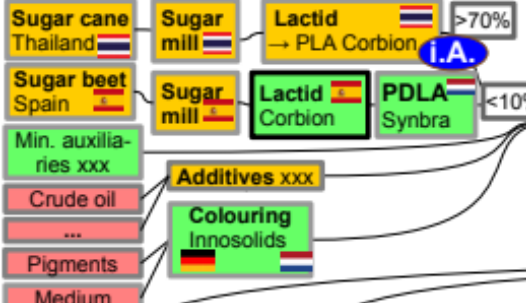 Sugar cane
Thailand
Sugar
mill
Lactid
→ PLA Corbion
>70%
i.A.
Sugar beet
Spain
Sugar
mill
Lactid
Corbion
PDLA
Synbra
<10%
Min. auxilia-
ries xxx
Additives xxx
Crude oil
...
Colouring
Innosolids
Pigments
Medium